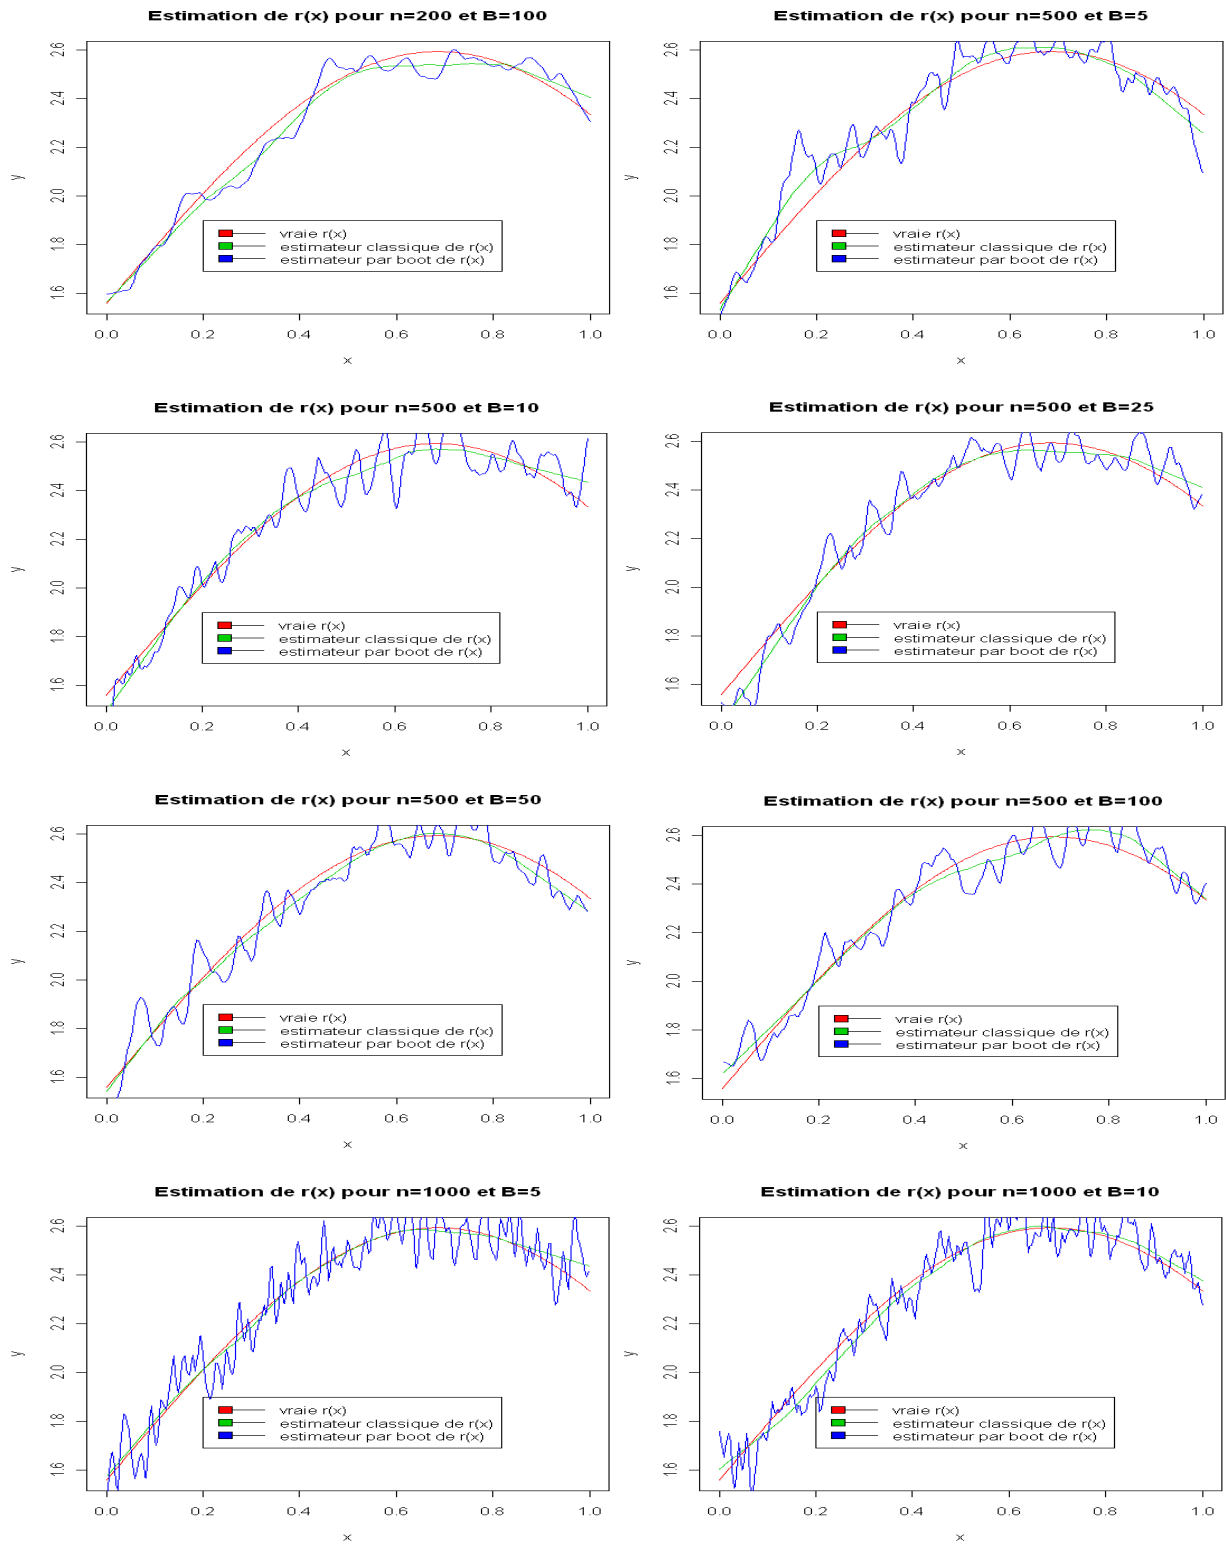 Estimation de r(x) pour n=200 et B=100
y
2.6
2.4
2.2
2.0
1.8
1.6
vraie r(x)
estimateur classique de r(x)
estimateur par boot de r(x)
0.0 0.2 0.4 0.6 0.8 1.0
x
Estimation de r(x) pour n=500 et B=5
y
2.6
2.4
2.2
2.0
1.8
1.6
vraie r(x)
estimateur classique de r(x)
estimateur par boot de r(x)
0.0 0.2 0.4 0.6 0.8 1.0
x
Estimation de r(x) pour n=500 et B=10
y
2.6
2.4
2.2
2.0
1.8
1.6
vraie r(x)
estimateur classique de r(x)
estimateur par boot de r(x)
0.0 0.2 0.4 0.6 0.8 1.0
x
Estimation de r(x) pour n=500 et B=25
y
2.6
2.4
2.2
2.0
1.8
1.6
vraie r(x)
estimateur classique de r(x)
estimateur par boot de r(x)
0.0 0.2 0.4 0.6 0.8 1.0
x
Estimation de r(x) pour n=500 et B=50
y
2.6
2.4
2.2
2.0
1.8
1.6
vraie r(x)
estimateur classique de r(x)
estimateur par boot de r(x)
0.0 0.2 0.4 0.6 0.8 1.0
x
Estimation de r(x) pour n=500 et B=100
y
2.6
2.4
2.2
2.0
1.8
1.6
vraie r(x)
estimateur classique de r(x)
estimateur par boot de r(x)
0.0 0.2 0.4 0.6 0.8 1.0
x
Estimation de r(x) pour n=1000 et B=5
y
2.6
2.4
2.2
2.0
1.8
1.6
vraie r(x)
estimateur classique de r(x)
estimateur par boot de r(x)
0.0 0.2 0.4 0.6 0.8 1.0
x
Estimation de r(x) pour n=1000 et B=10
y
2.6
2.4
2.2
2.0
1.8
1.6
vraie r(x)
estimateur classique de r(x)
estimateur par boot de r(x)
0.0 0.2 0.4 0.6 0.8 1.0
x